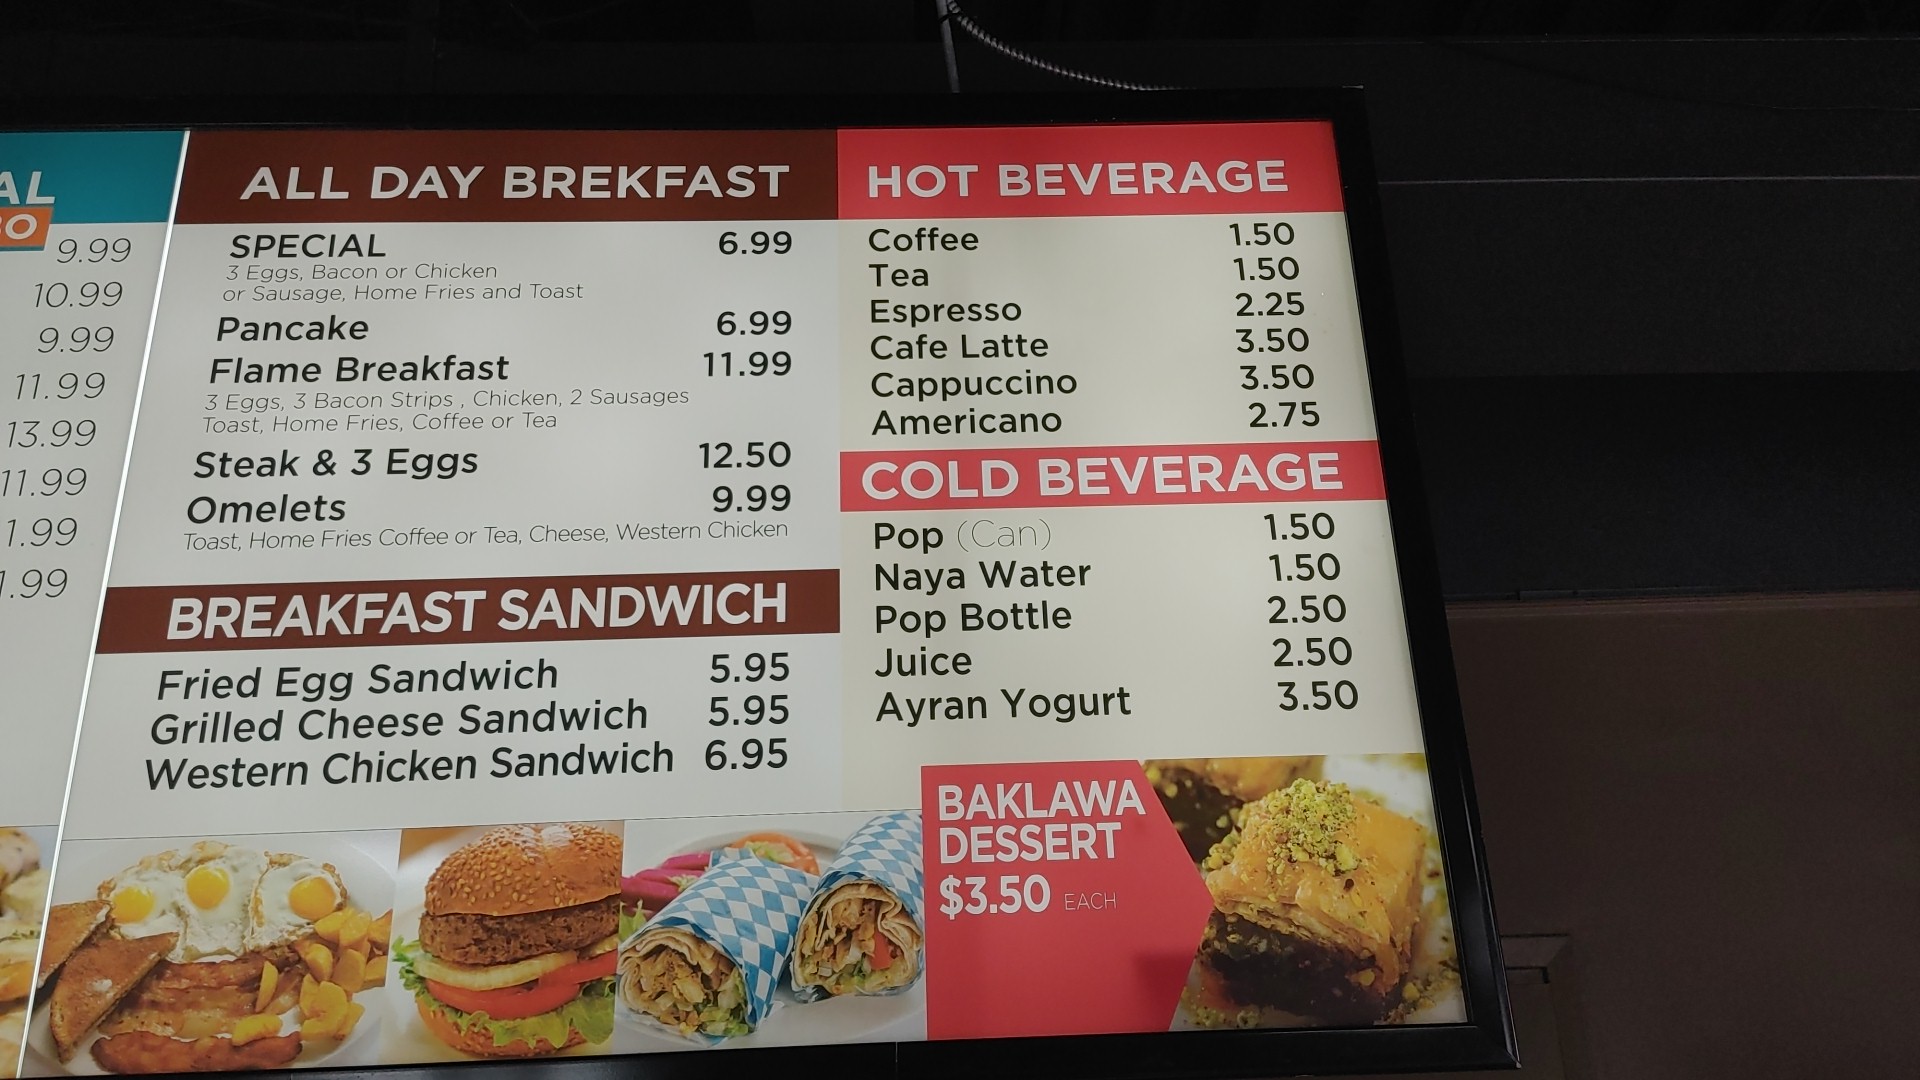 AL
9.99
10.99
9.99
11.99
13.99
11.99
1.99
1.99
ALL DAY BREKFAST
SPECIAL 6.99
3 Eggs, Bacon or Chicken
or Sausage, Home Fries and Toast
Pancake 6.99
Flame Breakfast 11.99
3 Eggs, 3 Bacon Strips , Chicken, 2 Sausages
Toast, Home Fries, Coffee or Tea
Steak & 3 Eggs 12.50
Omelets 9.99
Toast, Home Fries Coffee or Tea, Cheese, Western Chicken
BREAKFAST SANDWICH
Fried Egg Sandwich 5.95
Grilled Cheese Sandwich 5.95
Western Chicken Sandwich 6.95
HOT BEVERAGE
Coffee 1.50
Tea 1.50
Espresso 2.25
Cafe Latte 3.50
Cappuccino 3.50
Americano 2.75
COLD BEVERAGE
Pop (Can) 1.50
Naya Water 1.50
Pop Bottle 2.50
Juice 2.50
Ayran Yogurt 3.50
BAKLAWA
DESSERT
$3.50 EACH